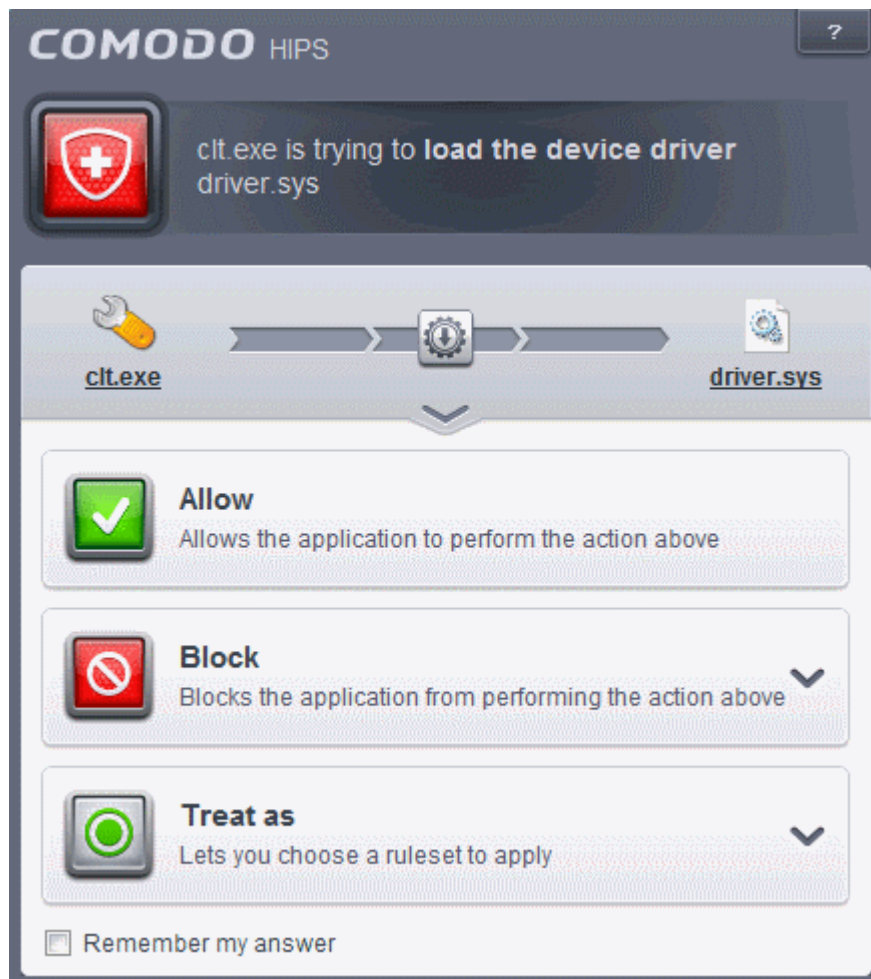 COMODO HIPS
?
clt.exe is trying to load the device driver
driver.sys
clt.exe
driver.sys
Allow
Allows the application to perform the action above
Block
Blocks the application from performing the action above
Treat as
Lets you choose a ruleset to apply
Remember my answer